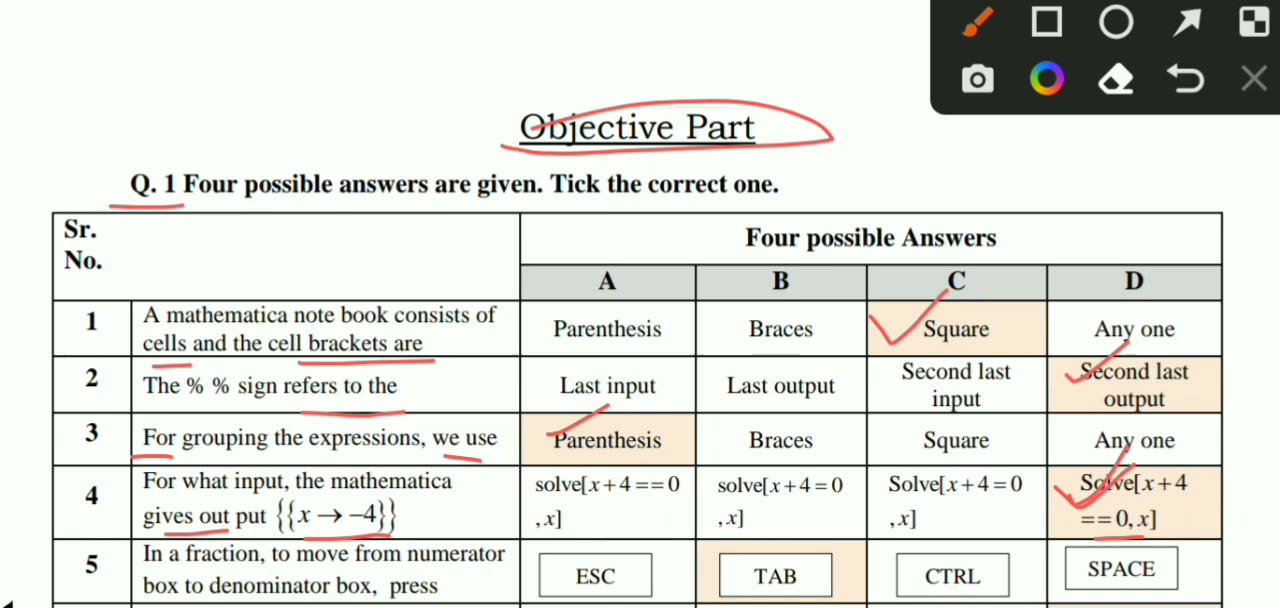 Objective Part
Q. 1 Four possible answers are given. Tick the correct one.
Sr. No. Four possible Answers
A B C D
1 A mathematica note book consists of cells and the cell brackets are Parenthesis Braces Square Any one
2 The % % sign refers to the Last input Last output Second last input Second last output
3 For grouping the expressions, we use Parenthesis Braces Square Any one
4 For what input, the mathematica gives out put {{x → −4}} solve[x+4==0 ,x] solve[x+4=0 ,x] Solve[x+4=0 ,x] Solve[x+4 ==0, x]
5 In a fraction, to move from numerator box to denominator box, press ESC TAB CTRL SPACE